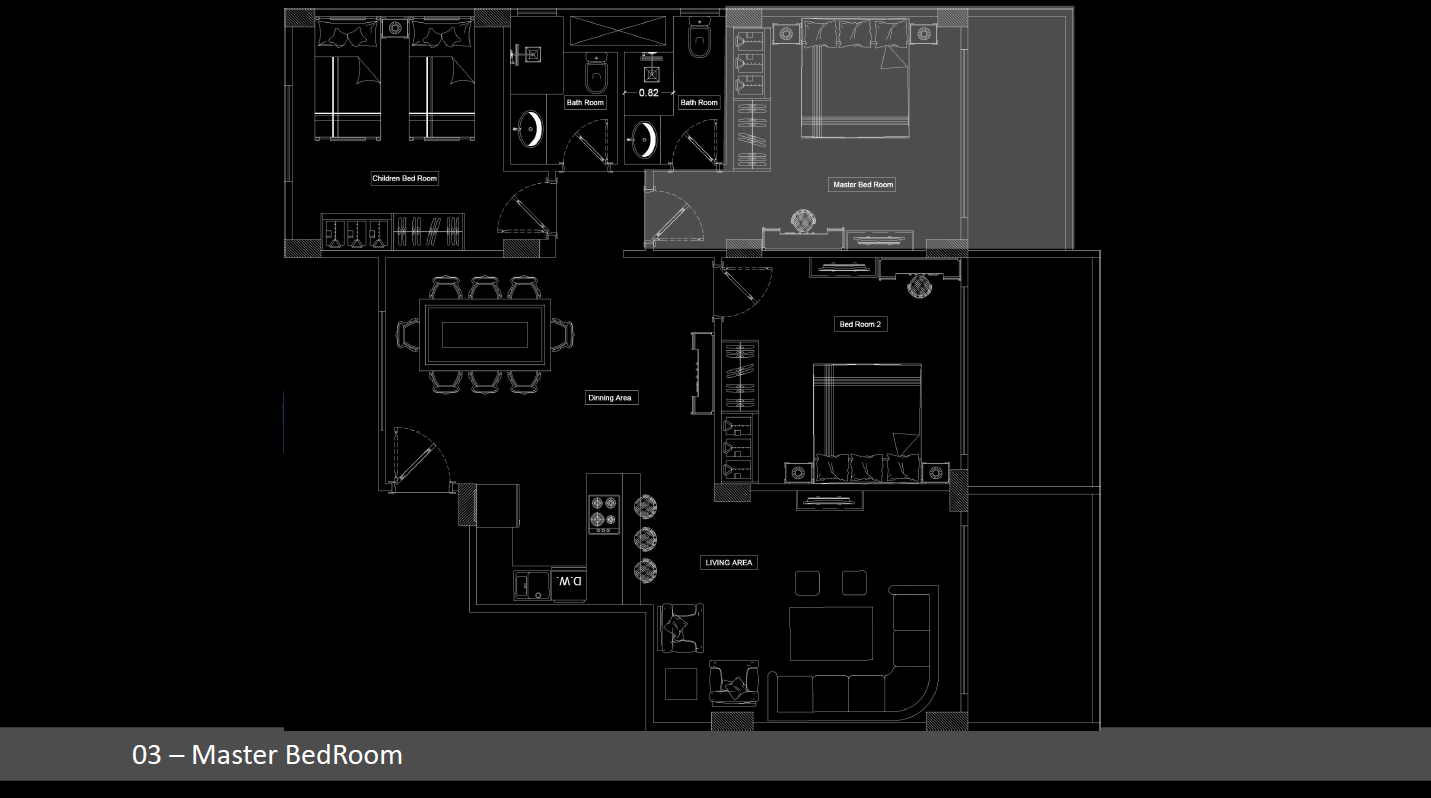 0.82
Bath Room
Bath Room
Children Bed Room
Master Bed Room
Bed Room 2
Dinning Area
LIVING AREA
D.W.
03 – Master BedRoom